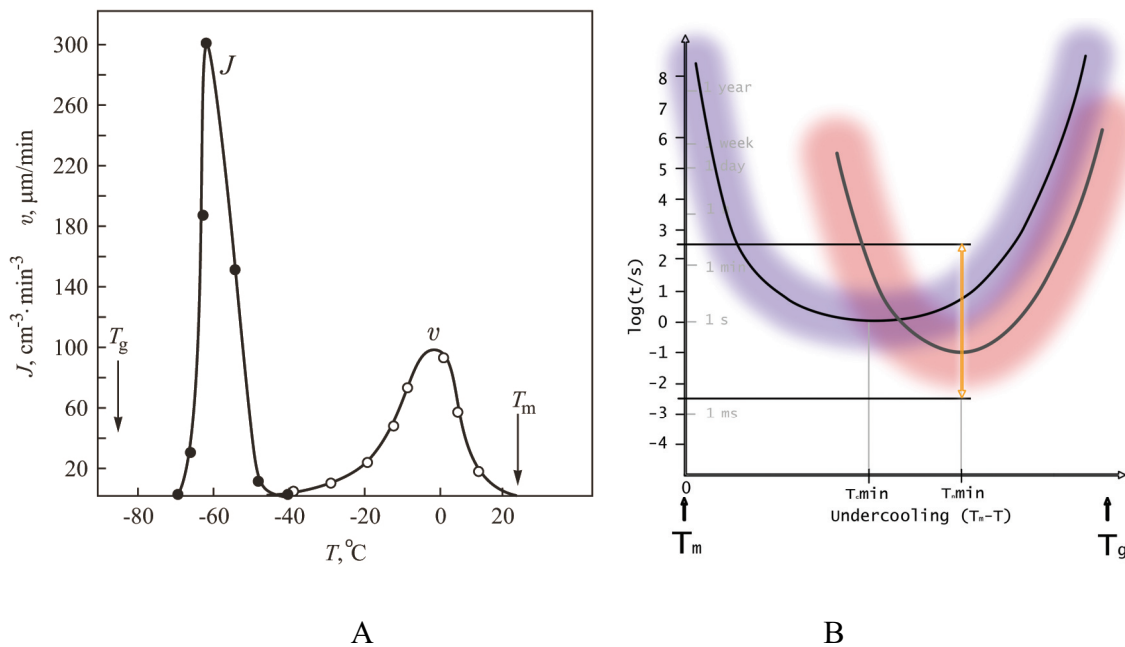 J, cm⁻³· min⁻³ v, μm/min
300
260
220
180
140
100
60
20
J
v
Tg
Tm
-80
-60
-40
-20
0
20
T,°C
A
log(t/s)
8
7
6
5
4
3
2
1
0
-1
-2
-3
-4
1 year
week
day
1
1 min
1 s
1 ms
0
Undercooling (Tm-T)
Tm
Tg
B